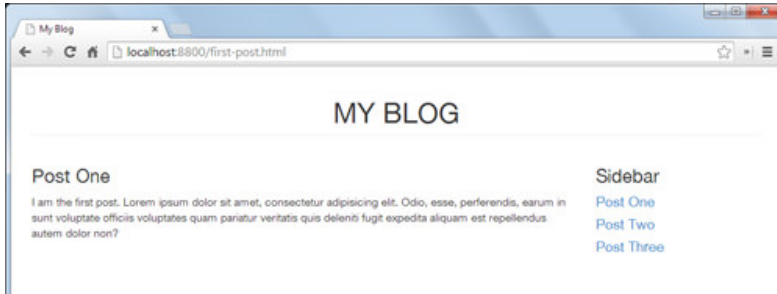 My Blog
localhost:8800/first-post.html
MY BLOG
Post One
I am the first post. Lorem ipsum dolor sit amet, consectetur adipisicing elit. Odio, esse, perferendis, earum in
sunt voluptate officiis voluptates quam pariatur veritatis quis deleniti fugit expedita aliquam est repellendus
autem dolor non?
Sidebar
Post One
Post Two
Post Three